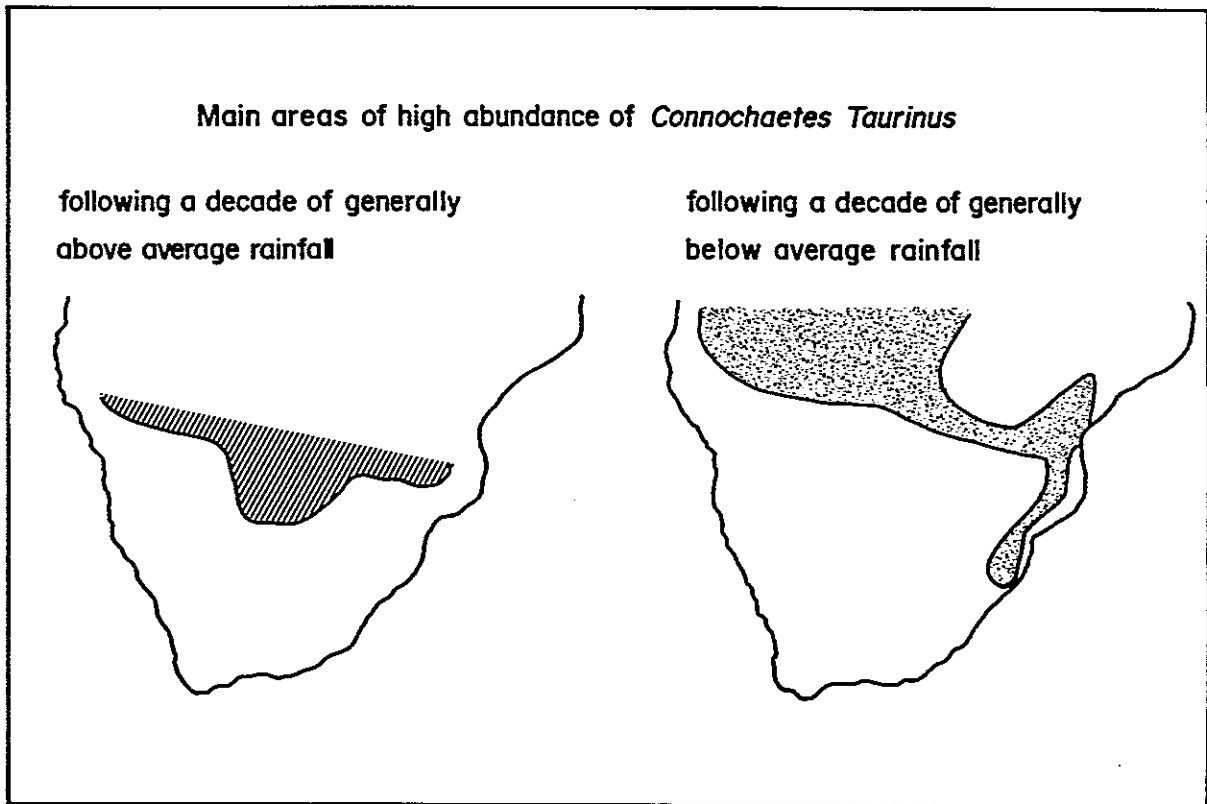 Main areas of high abundance of Connochaetes Taurinus
following a decade of generally
above average rainfall
following a decade of generally
below average rainfall